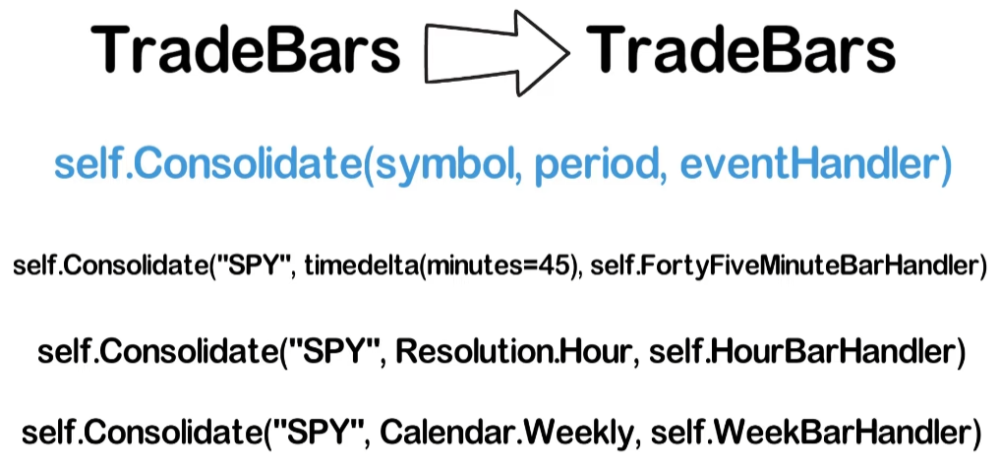 TradeBars TradeBars
self.Consolidate(symbol, period, eventHandler)
self.Consolidate("SPY", timedelta(minutes=45), self.FortyFiveMinuteBarHandler)
self.Consolidate("SPY", Resolution.Hour, self.HourBarHandler)
self.Consolidate("SPY", Calendar.Weekly, self.WeekBarHandler)